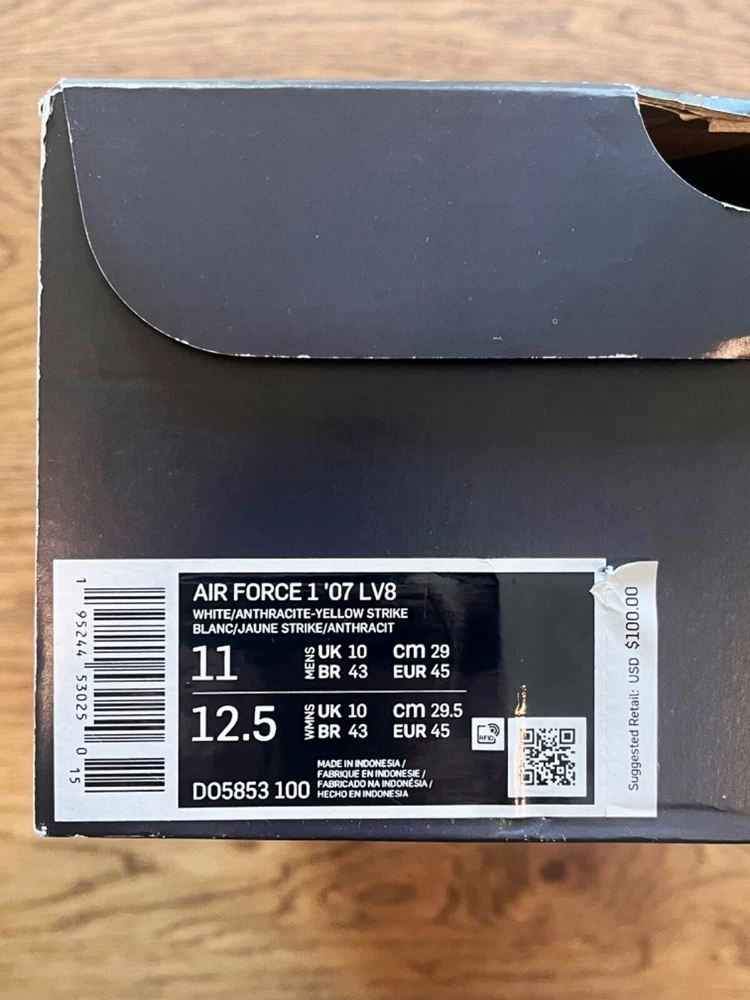 AIR FORCE 1 '07 LV8
WHITE/ANTHRACITE-YELLOW STRIKE
BLANC/JAUNE STRIKE/ANTHRACIT
11 MENS UK 10 cm 29
BR 43 EUR 45
12.5 WMNS UK 10 cm 29.5
BR 43 EUR 45
RFID
MADE IN INDONESIA /
FABRIQUE EN INDONESIE /
FABRICADO NA INDONÉSIA /
HECHO EN INDONESIA
DO5853 100
1 95244 53025 0 15
Suggested Retail: USD $100.00